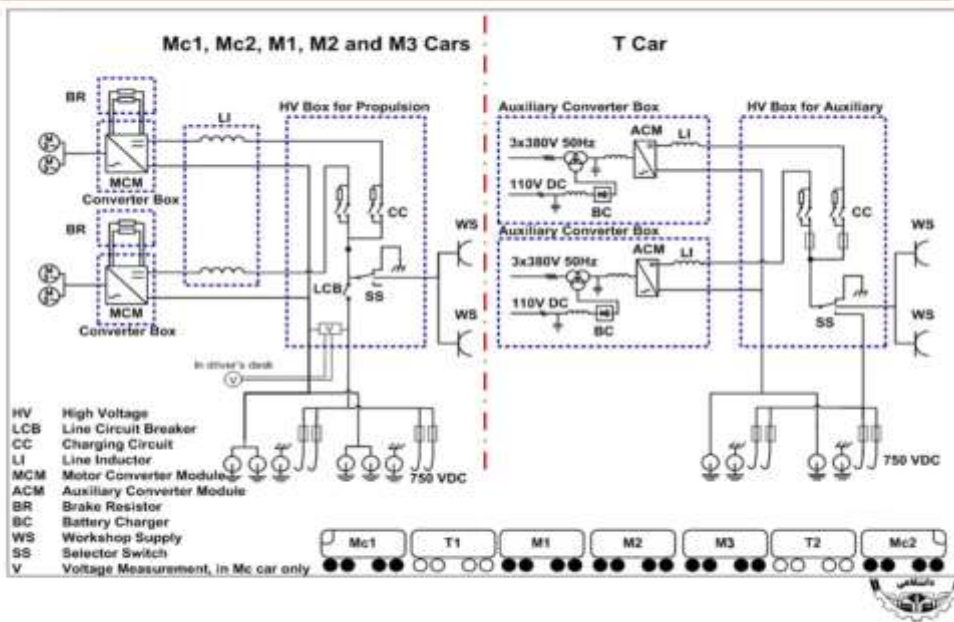 Mc1, Mc2, M1, M2 and M3 Cars
T Car
BR
LI
HV Box for Propulsion
MCM
Converter Box
CC
BR
LCB
SS
MCM
Converter Box
WS
WS
V
In driver's desk
V
750 VDC
Auxiliary Converter Box
HV Box for Auxiliary
3x380V 50Hz
ACM
LI
110V DC
BC
CC
Auxiliary Converter Box
3x380V 50Hz
ACM
LI
110V DC
BC
SS
WS
WS
750 VDC
HV High Voltage
LCB Line Circuit Breaker
CC Charging Circuit
LI Line Inductor
MCM Motor Converter Module
ACM Auxiliary Converter Module
BR Brake Resistor
BC Battery Charger
WS Workshop Supply
SS Selector Switch
V Voltage Measurement, in Mc car only
Mc1 T1 M1 M2 M3 T2 Mc2